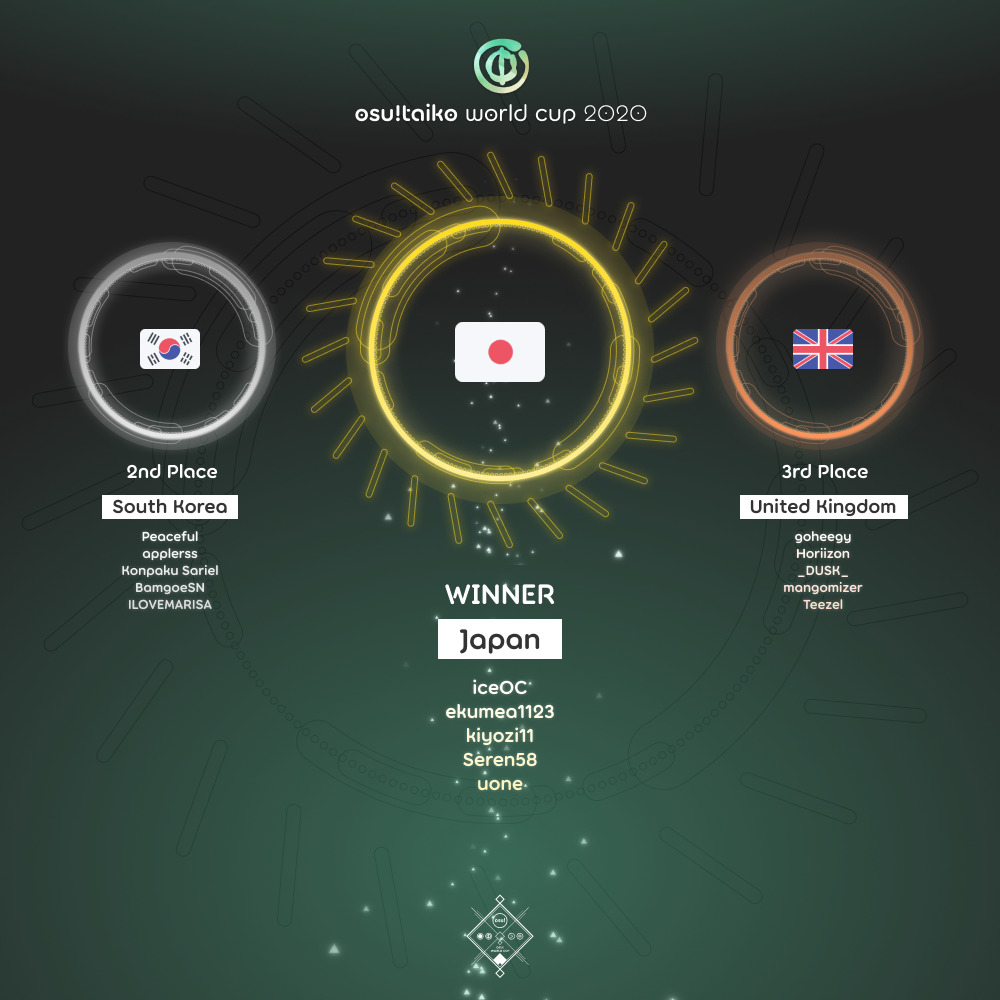 osu!taiko world cup 2020
WINNER
Japan
iceOC
ekumea1123
kiyozi11
Seren58
uone
2nd Place
South Korea
Peaceful
applerss
Konpaku Sariel
BamgoeSN
ILOVEMARISA
3rd Place
United Kingdom
goheegy
Horiizon
_DUSK_
mangomizer
Teezel
osu!